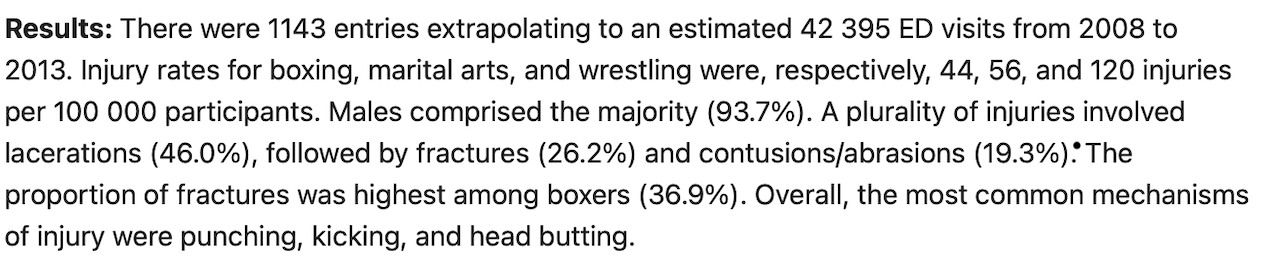 Results: There were 1143 entries extrapolating to an estimated 42 395 ED visits from 2008 to
2013. Injury rates for boxing, marital arts, and wrestling were, respectively, 44, 56, and 120 injuries
per 100 000 participants. Males comprised the majority (93.7%). A plurality of injuries involved
lacerations (46.0%), followed by fractures (26.2%) and contusions/abrasions (19.3%). The
proportion of fractures was highest among boxers (36.9%). Overall, the most common mechanisms
of injury were punching, kicking, and head butting.